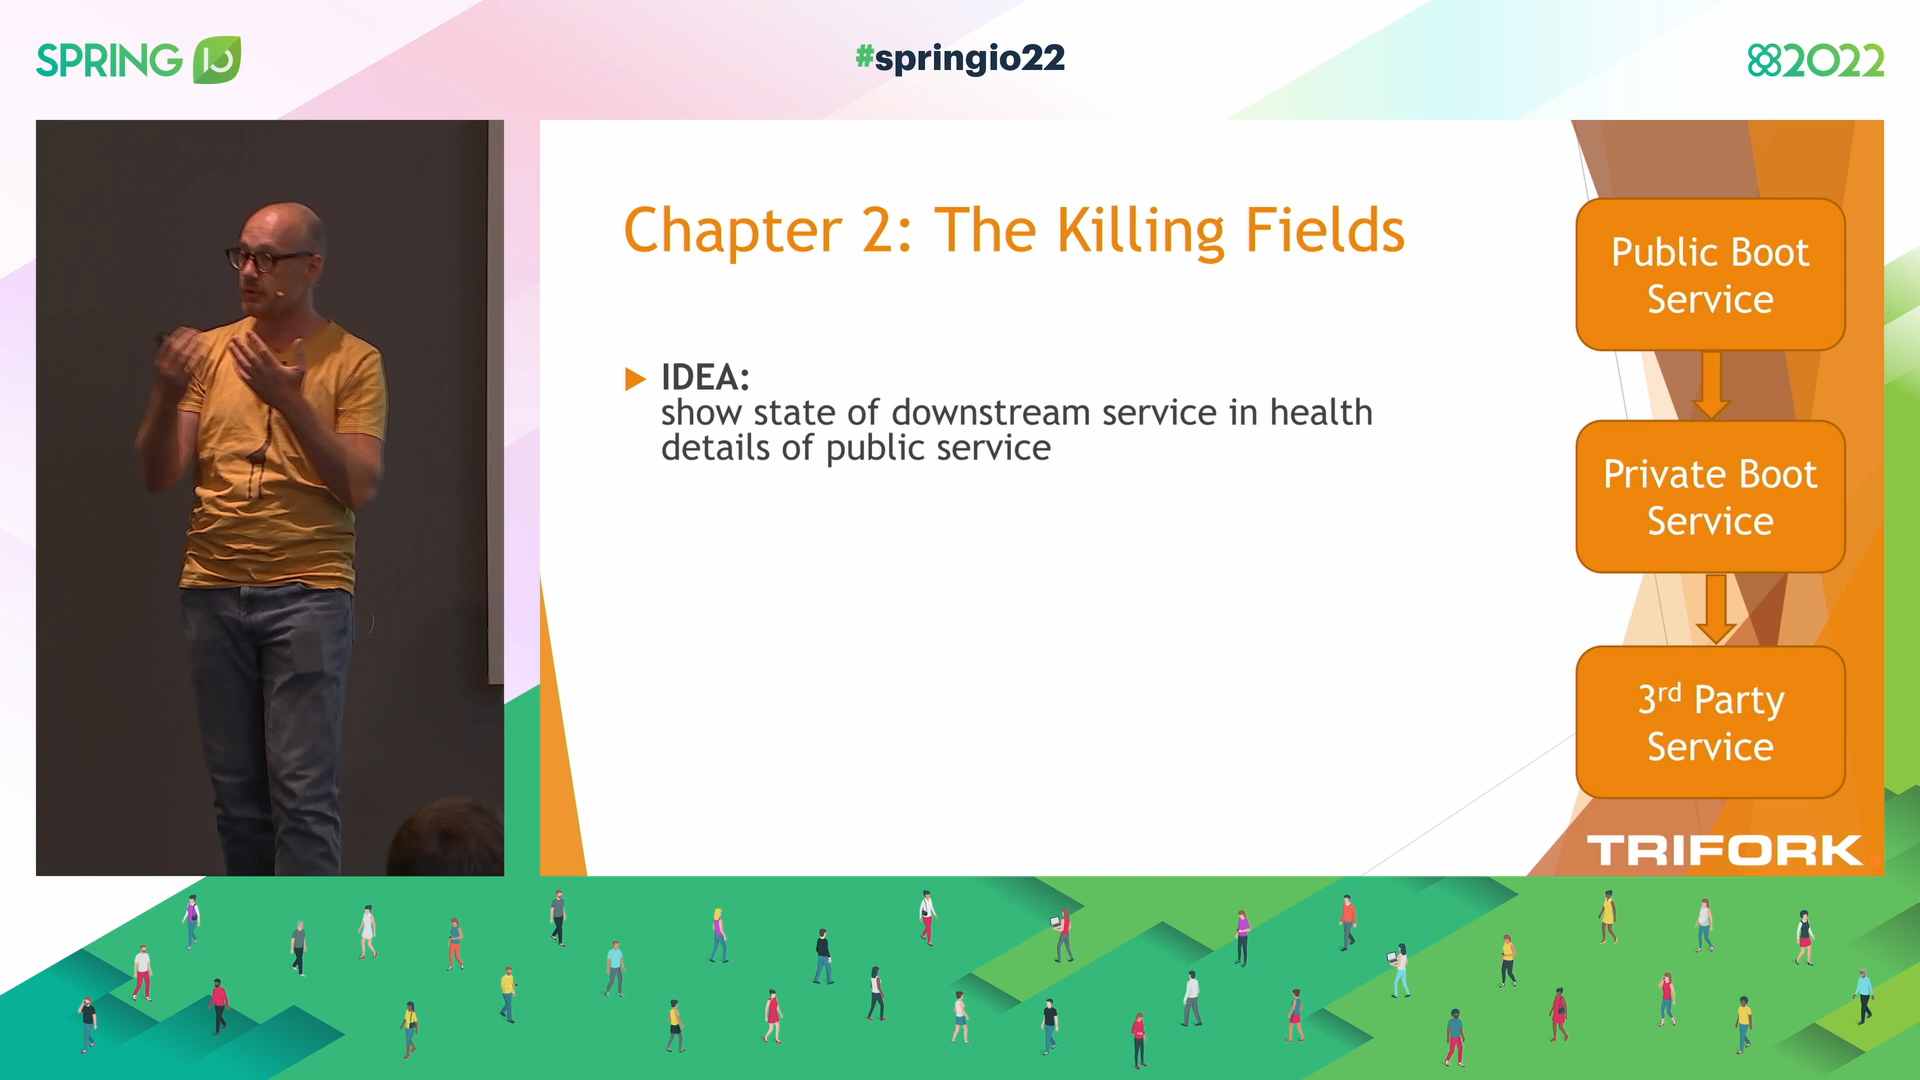 SPRING IO
#springio22
2022
Chapter 2: The Killing Fields
IDEA:
show state of downstream service in health
details of public service
Public Boot
Service
Private Boot
Service
3rd Party
Service
TRIFORK